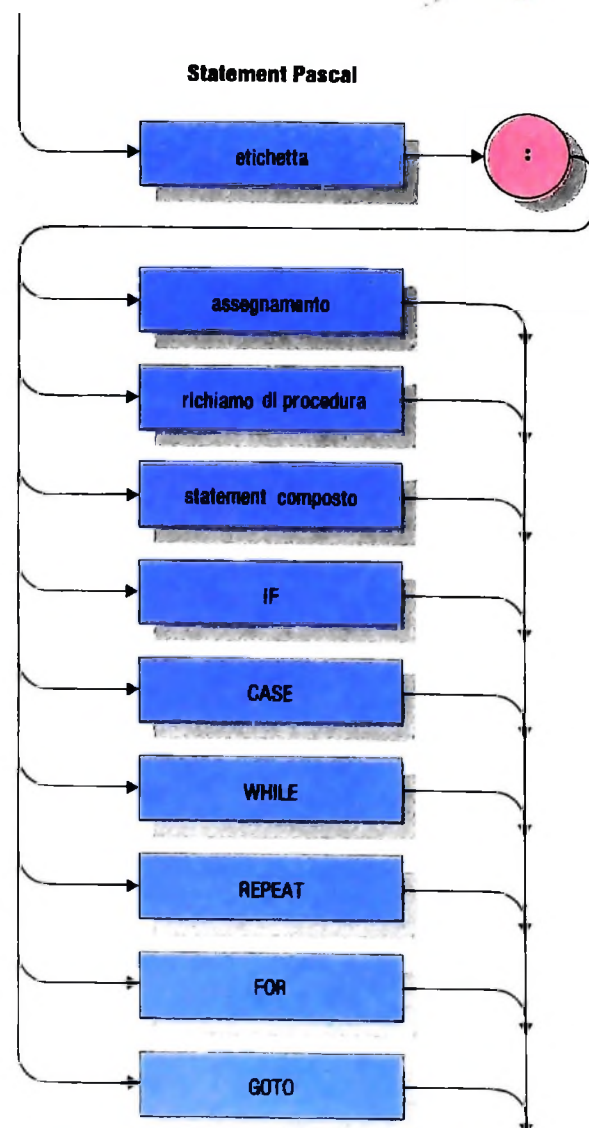 Statement Pascal
etichetta
:
assegnamento
richiamo di procedura
statement composto
IF
CASE
WHILE
REPEAT
FOR
GOTO